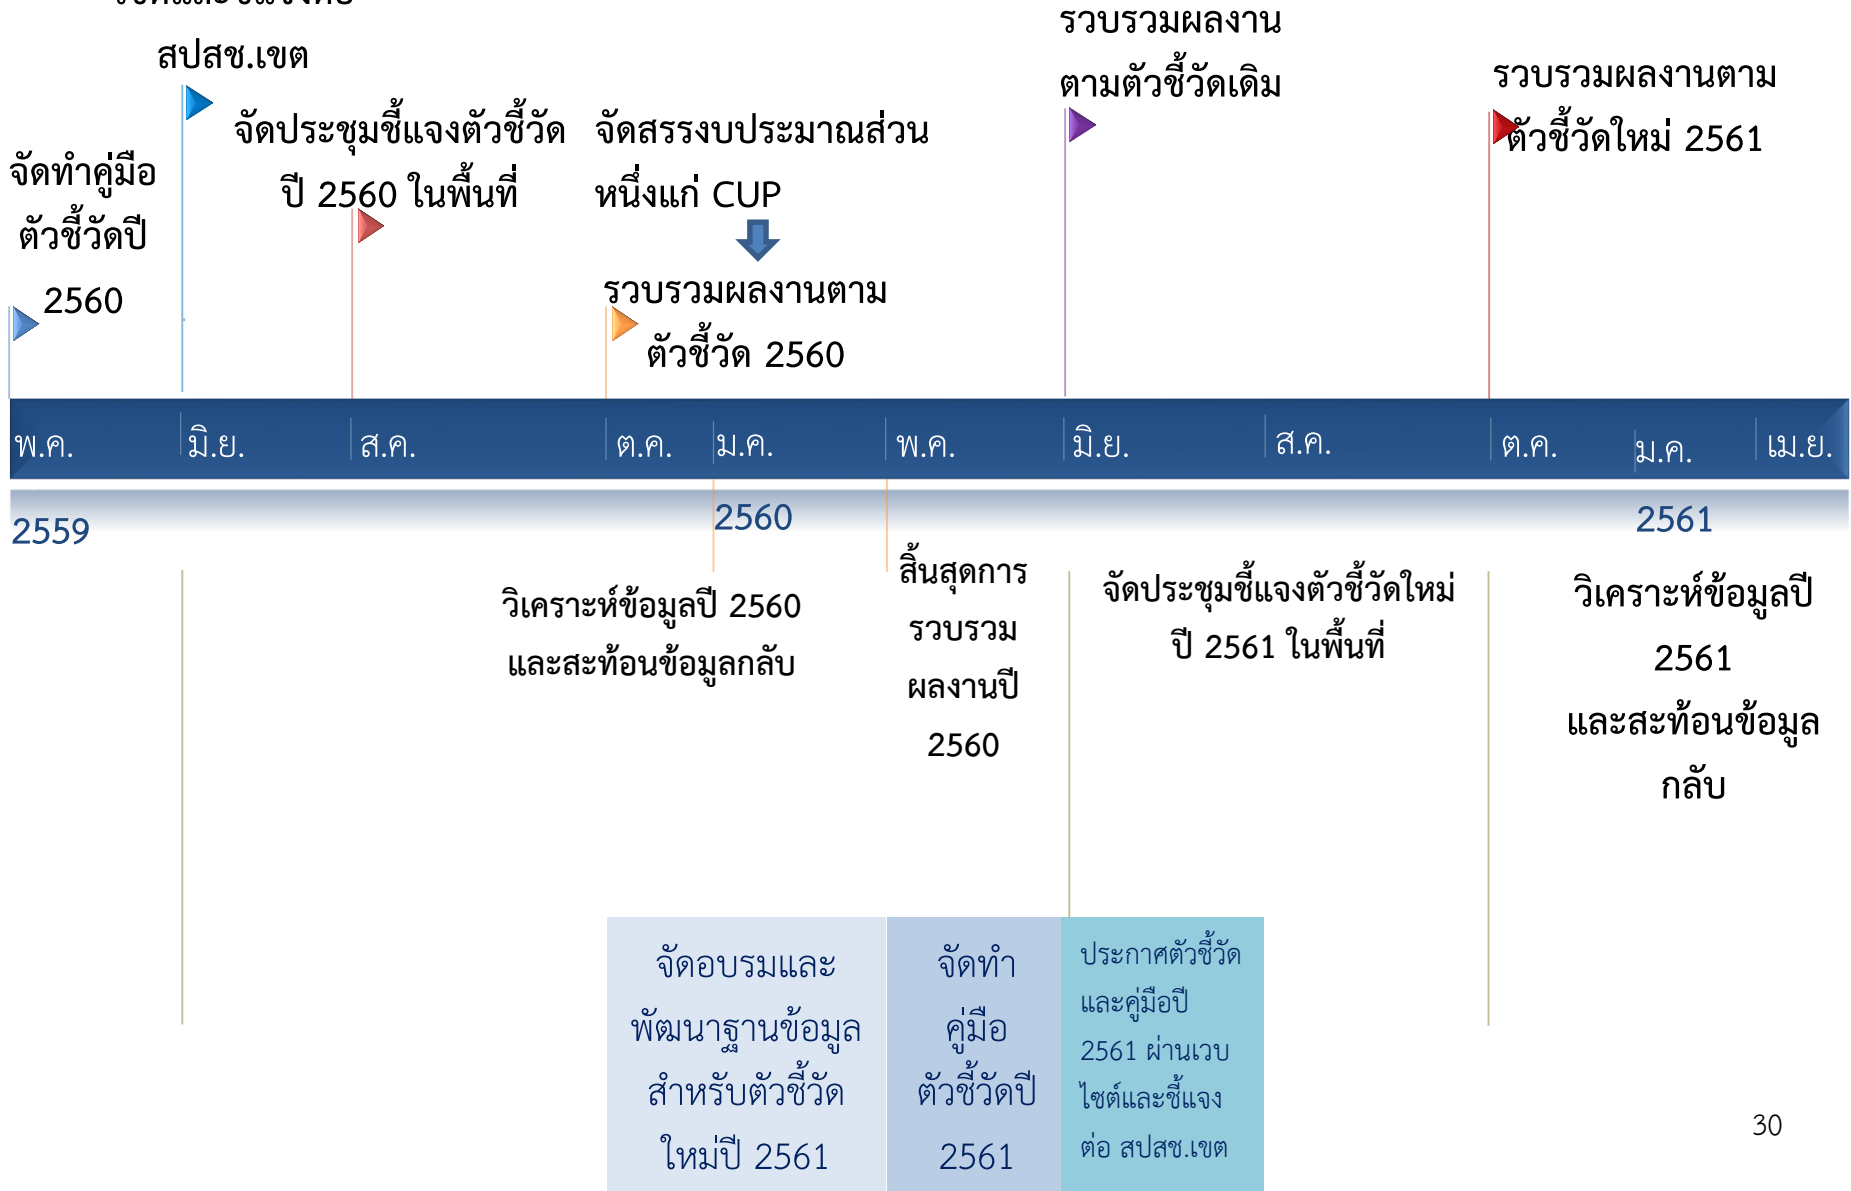 สปสช.เขต
จัดทำคู่มือ
ตัวชี้วัดปี
2560
จัดประชุมชี้แจงตัวชี้วัด
ปี 2560 ในพื้นที่
จัดสรรงบประมาณส่วน
หนึ่งแก่ CUP
รวบรวมผลงานตาม
ตัวชี้วัด 2560
รวบรวมผลงาน
ตามตัวชี้วัดเดิม
รวบรวมผลงานตาม
ตัวชี้วัดใหม่ 2561
พ.ค.
มิ.ย.
ส.ค.
ต.ค.
ม.ค.
พ.ค.
มิ.ย.
ส.ค.
ต.ค.
ม.ค.
เม.ย.
2559
2560
2561
วิเคราะห์ข้อมูลปี 2560
และสะท้อนข้อมูลกลับ
สิ้นสุดการ
รวบรวม
ผลงานปี
2560
จัดประชุมชี้แจงตัวชี้วัดใหม่
ปี 2561 ในพื้นที่
วิเคราะห์ข้อมูลปี
2561
และสะท้อนข้อมูล
กลับ
จัดอบรมและ
พัฒนาฐานข้อมูล
สำหรับตัวชี้วัด
ใหม่ปี 2561
จัดทำ
คู่มือ
ตัวชี้วัดปี
2561
ประกาศตัวชี้วัด
และคู่มือปี
2561 ผ่านเวบ
ไซต์และชี้แจง
ต่อ สปสช.เขต
30